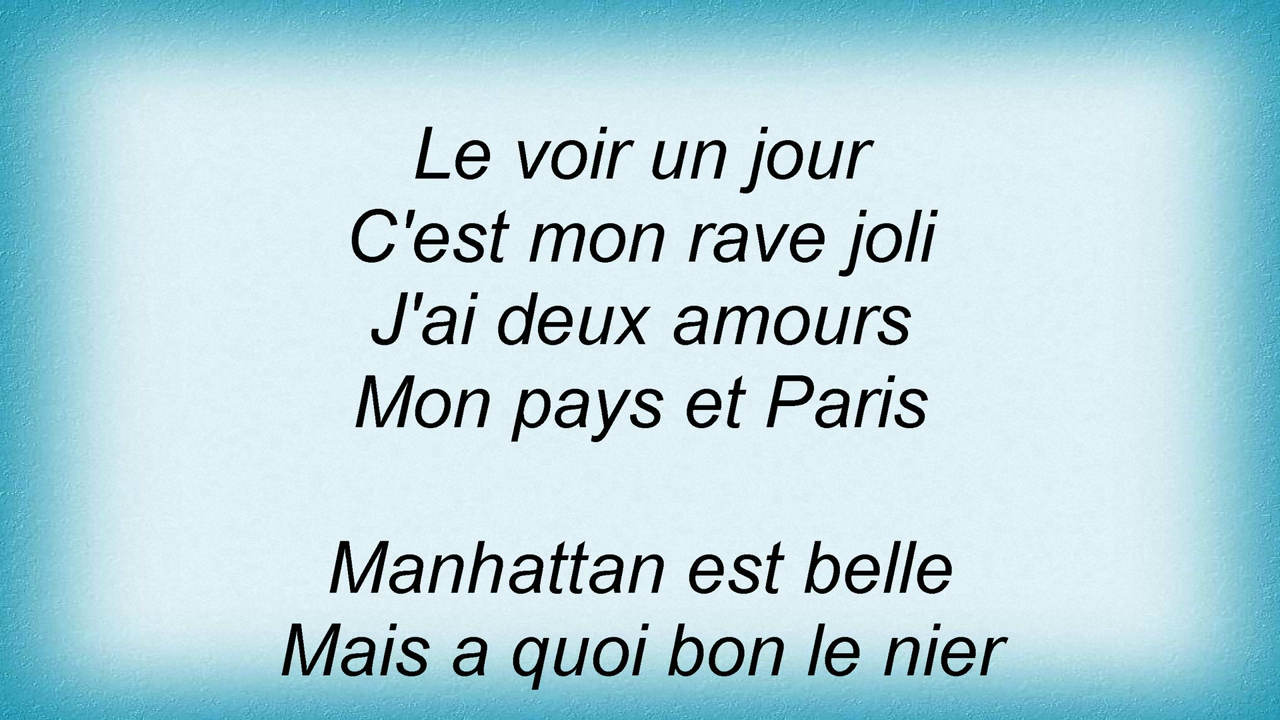 Le voir un jour
C'est mon rave joli
J'ai deux amours
Mon pays et Paris
Manhattan est belle
Mais a quoi bon le nier